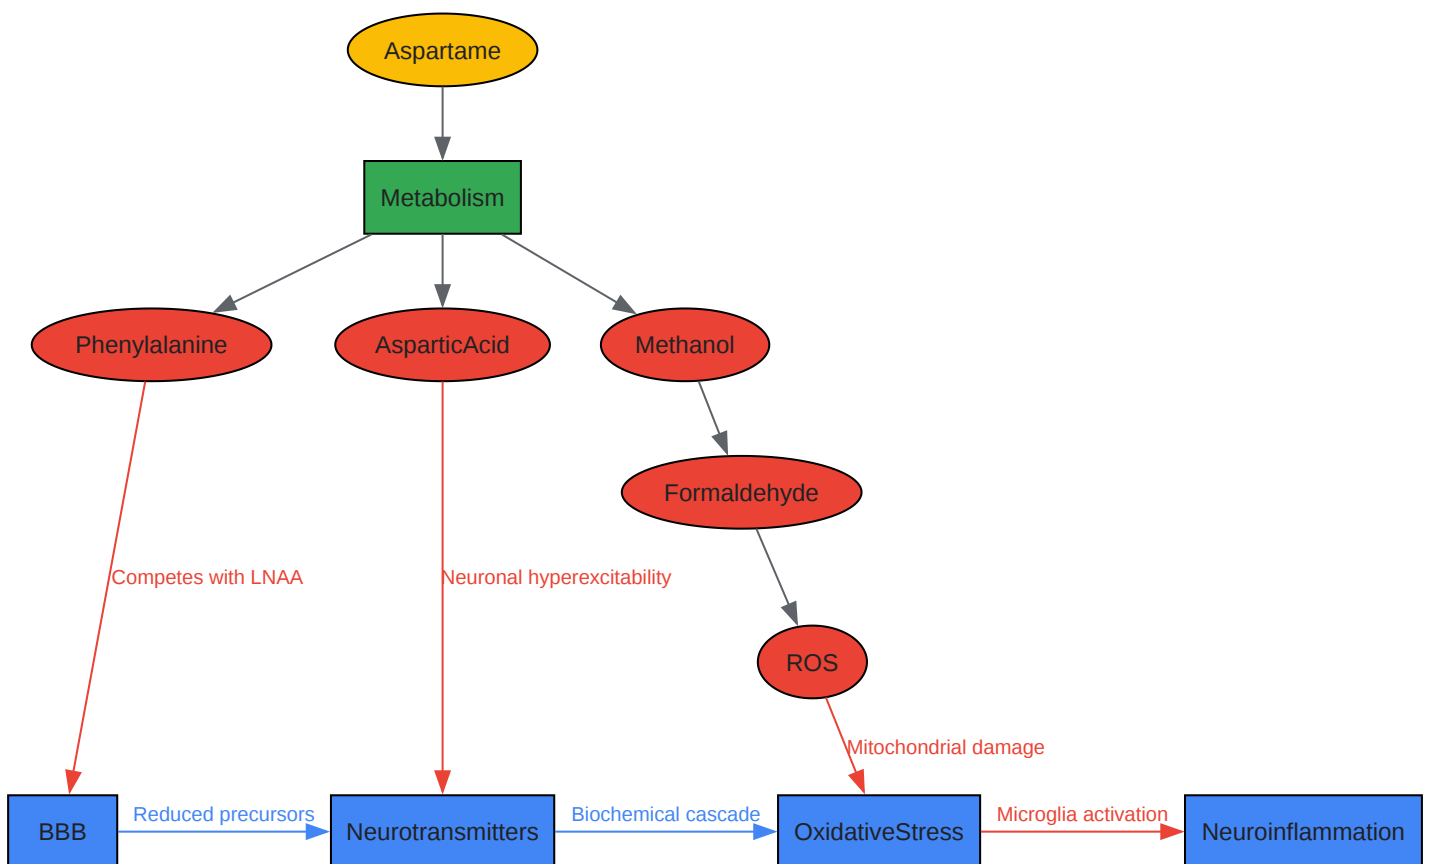 Aspartame
Metabolism
Phenylalanine
AsparticAcid
Methanol
Formaldehyde
Competes with LNAA
Neuronal hyperexcitability
ROS
Mitochondrial damage
BBB
Reduced precursors
Neurotransmitters
Biochemical cascade
OxidativeStress
Microglia activation
Neuroinflammation